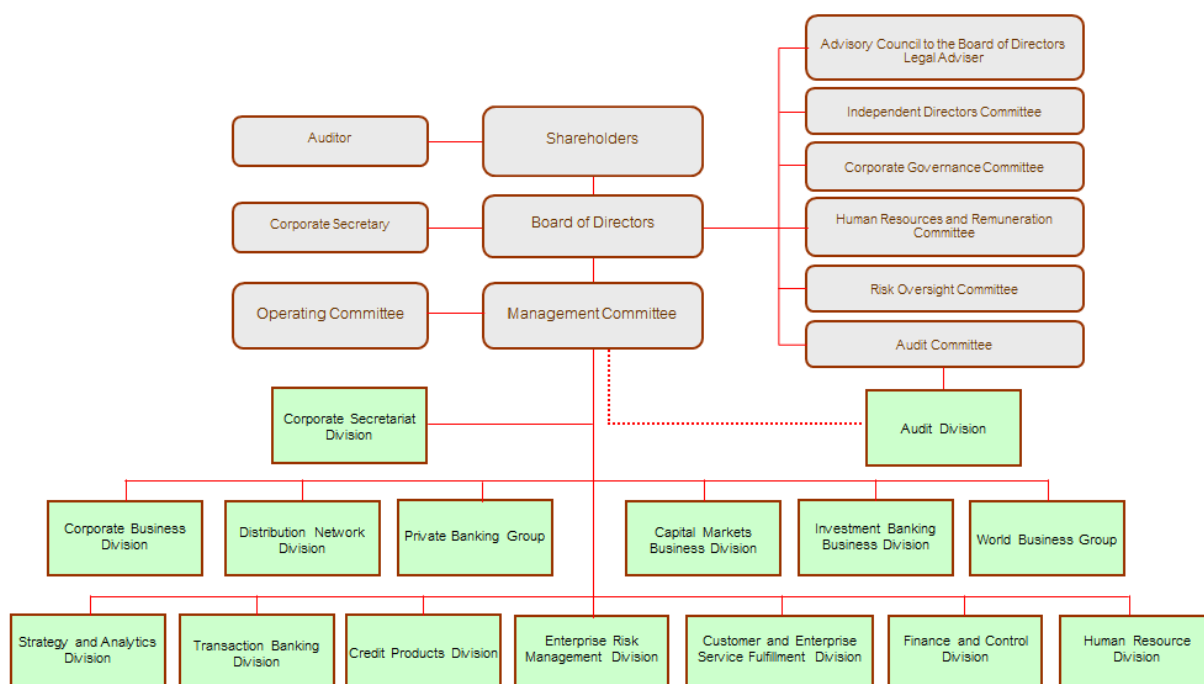 Advisory Council to the Board of Directors
Legal Adviser
Independent Directors Committee
Auditor
Shareholders
Corporate Governance Committee
Corporate Secretary
Board of Directors
Human Resources and Remuneration
Committee
Risk Oversight Committee
Operating Committee
Management Committee
Audit Committee
Corporate Secretariat
Division
Audit Division
Corporate Business
Division
Distribution Network
Division
Private Banking Group
Capital Markets
Business Division
Investment Banking
Business Division
World Business Group
Strategy and Analytics
Division
Transaction Banking
Division
Credit Products Division
Enterprise Risk
Management Division
Customer and Enterprise
Service Fulfillment Division
Finance and Control
Division
Human Resource
Division